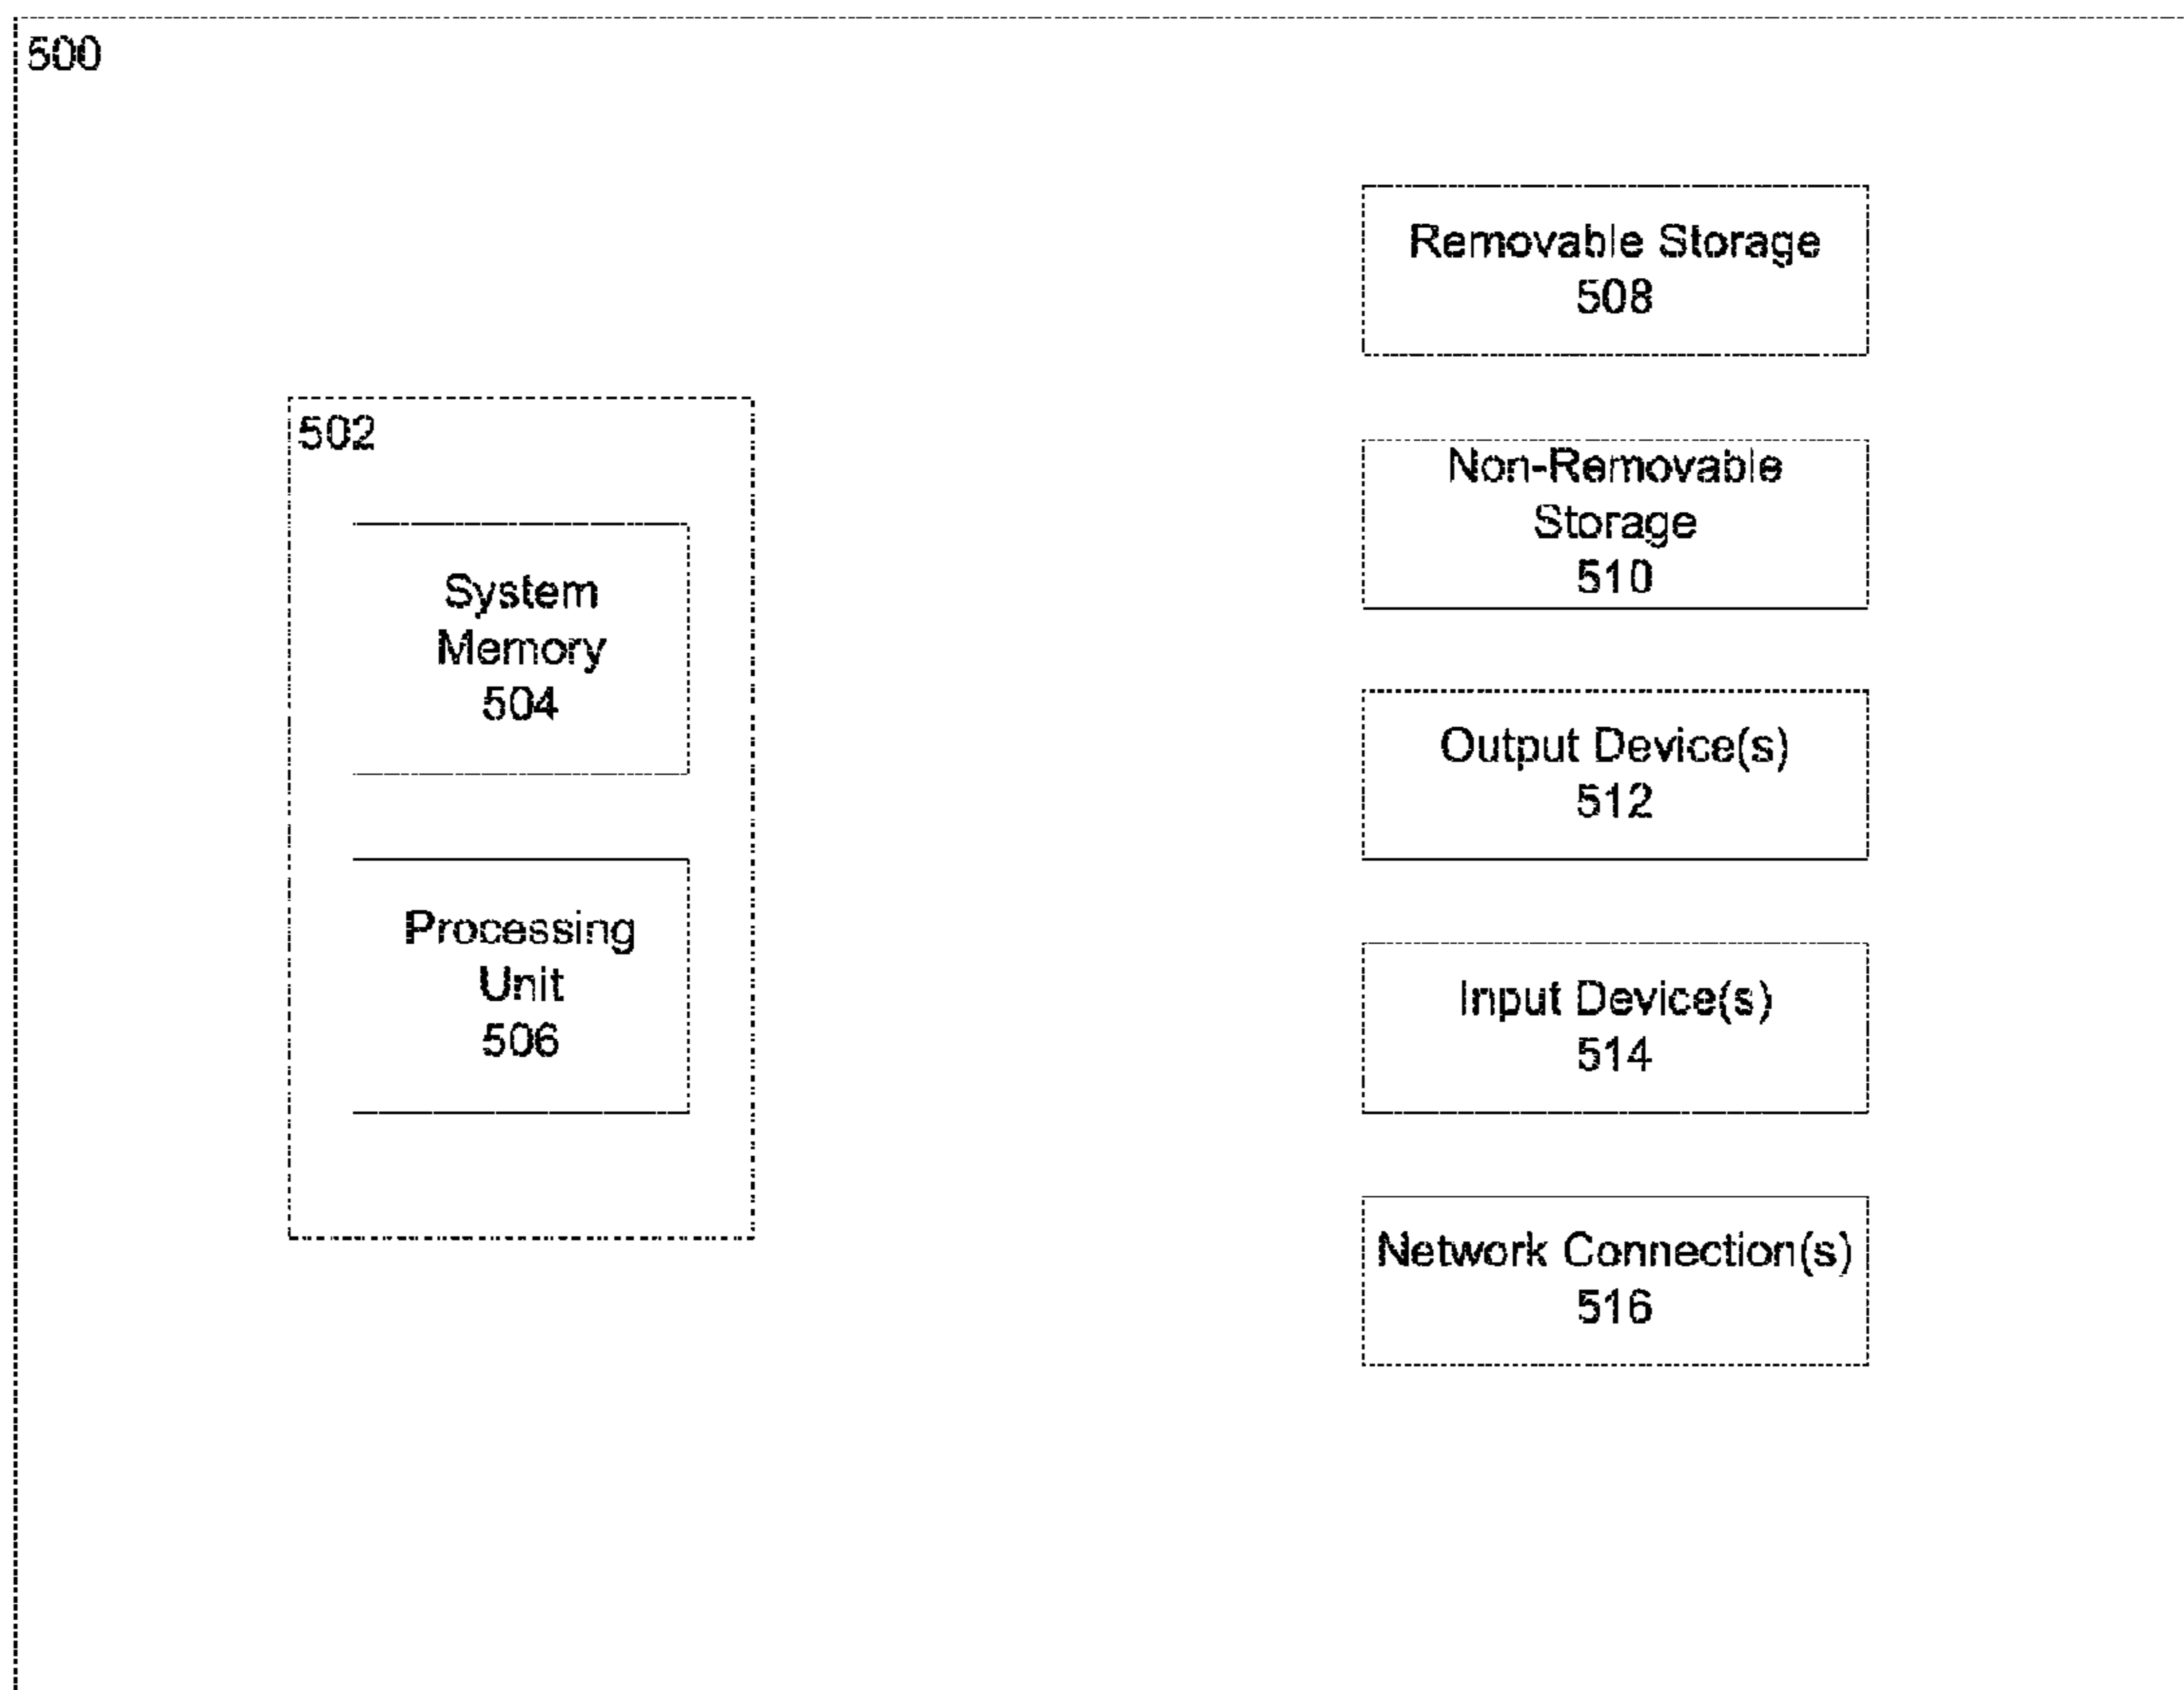 500
502
System
Memory
504
Processing
Unit
506
Removable Storage
508
Non-Removable
Storage
510
Output Device(s)
512
Input Device(s)
514
Network Connection(s)
516